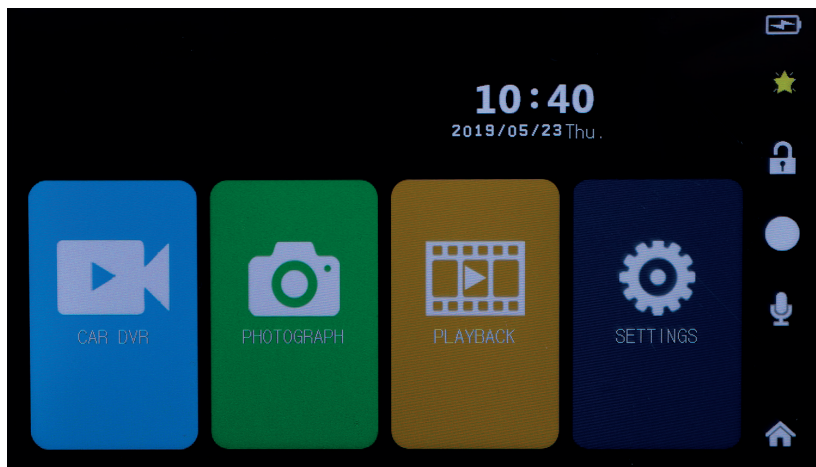 10:40
2019/05/23 Thu.
CAR DVR
PHOTOGRAPH
PLAYBACK
SETTINGS